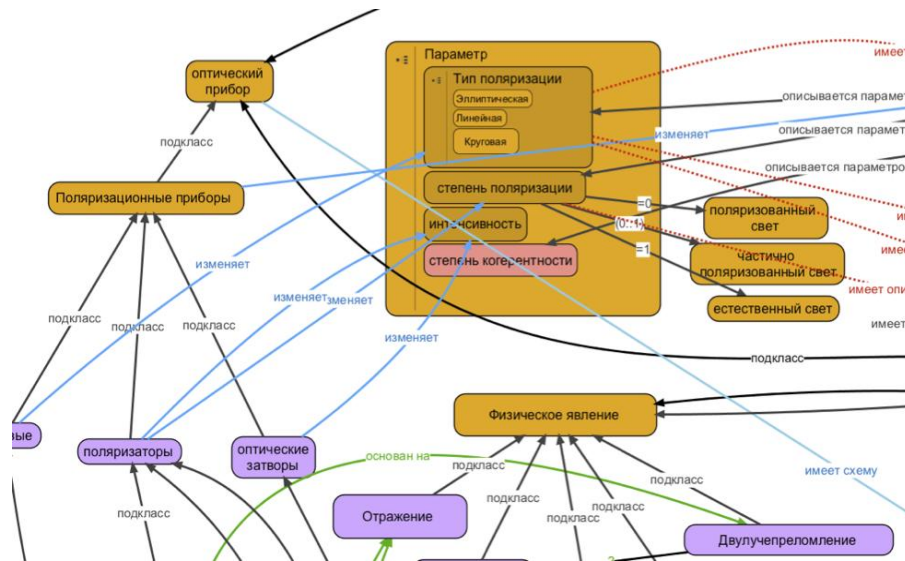 оптический
прибор
Параметр
Тип поляризации
Эллиптическая
Линейная
Круговая
имеет
описывается парамет
описывается парамет
изменяет
подкласс
описывается параметро
Поляризационные приборы
степень поляризации
=0
поляризованный
свет
интенсивность
(0..1)
=1
степень когерентности
частично
поляризованный свет
изменяет
имеет опи
изменяет
зменяет
естественный свет
имеет
подкласс
подкласс
подкласс
изменяет
подкласс
Физическое явление
вые
поляризаторы
оптические
затворы
основан на
подкласс
имеет схему
подкласс
подкласс
подкласс
подкласс
Отражение
Двулучепреломление